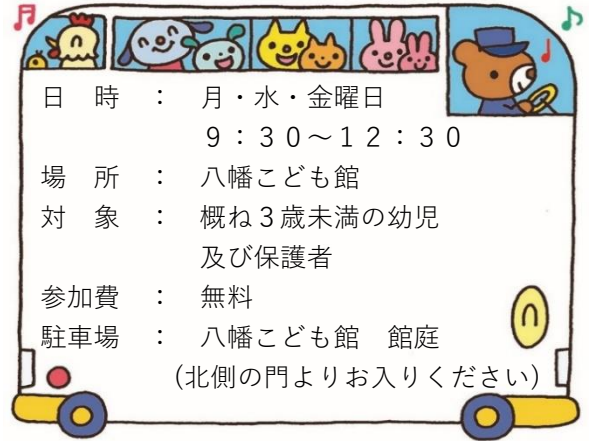 日　時　：　月・水・金曜日
９：３０～１２：３０
場　所　：　八幡こども館
対　象　：　概ね３歳未満の幼児
及び保護者
参加費　：　無料
駐車場　：　八幡こども館　館庭
（北側の門よりお入りください）